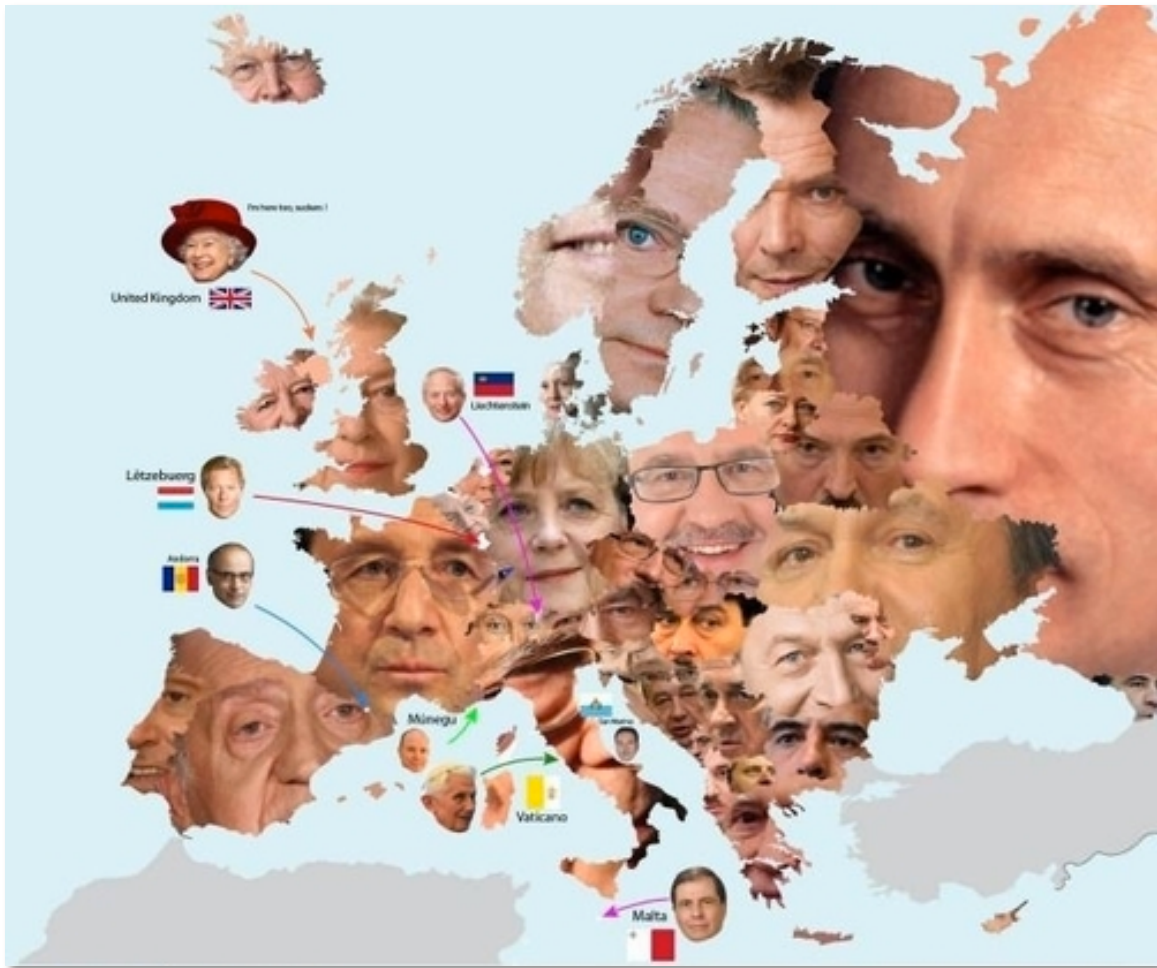 I'm here too, suckers !
United Kingdom
Liechtenstein
Lëtzebuerg
Andorra
Múnegu
San Marino
Vaticano
Malta